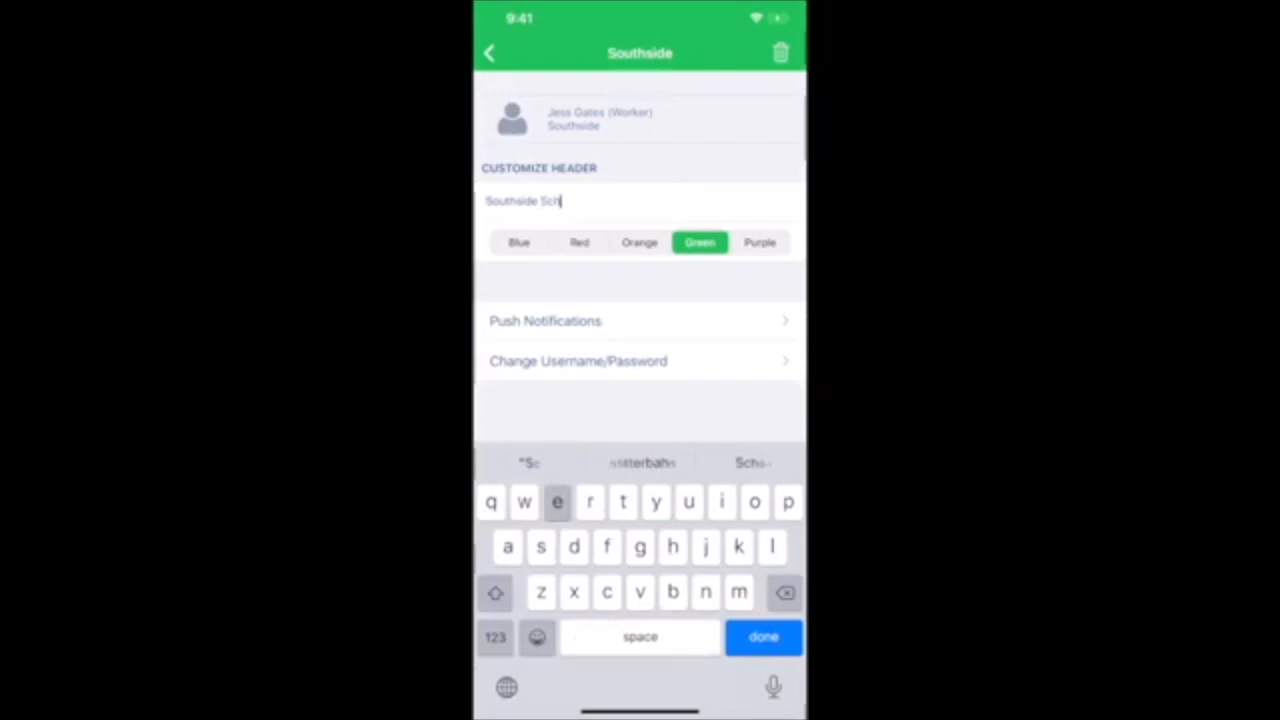 9:41
Southside
Jess Gates (Worker)
Southside
CUSTOMIZE HEADER
Southside Sch
Blue Red Orange Green Purple
Push Notifications
Change Username/Password
q w e r t y u i o p
a s d f g h j k l
z x c v b n m
123 space done